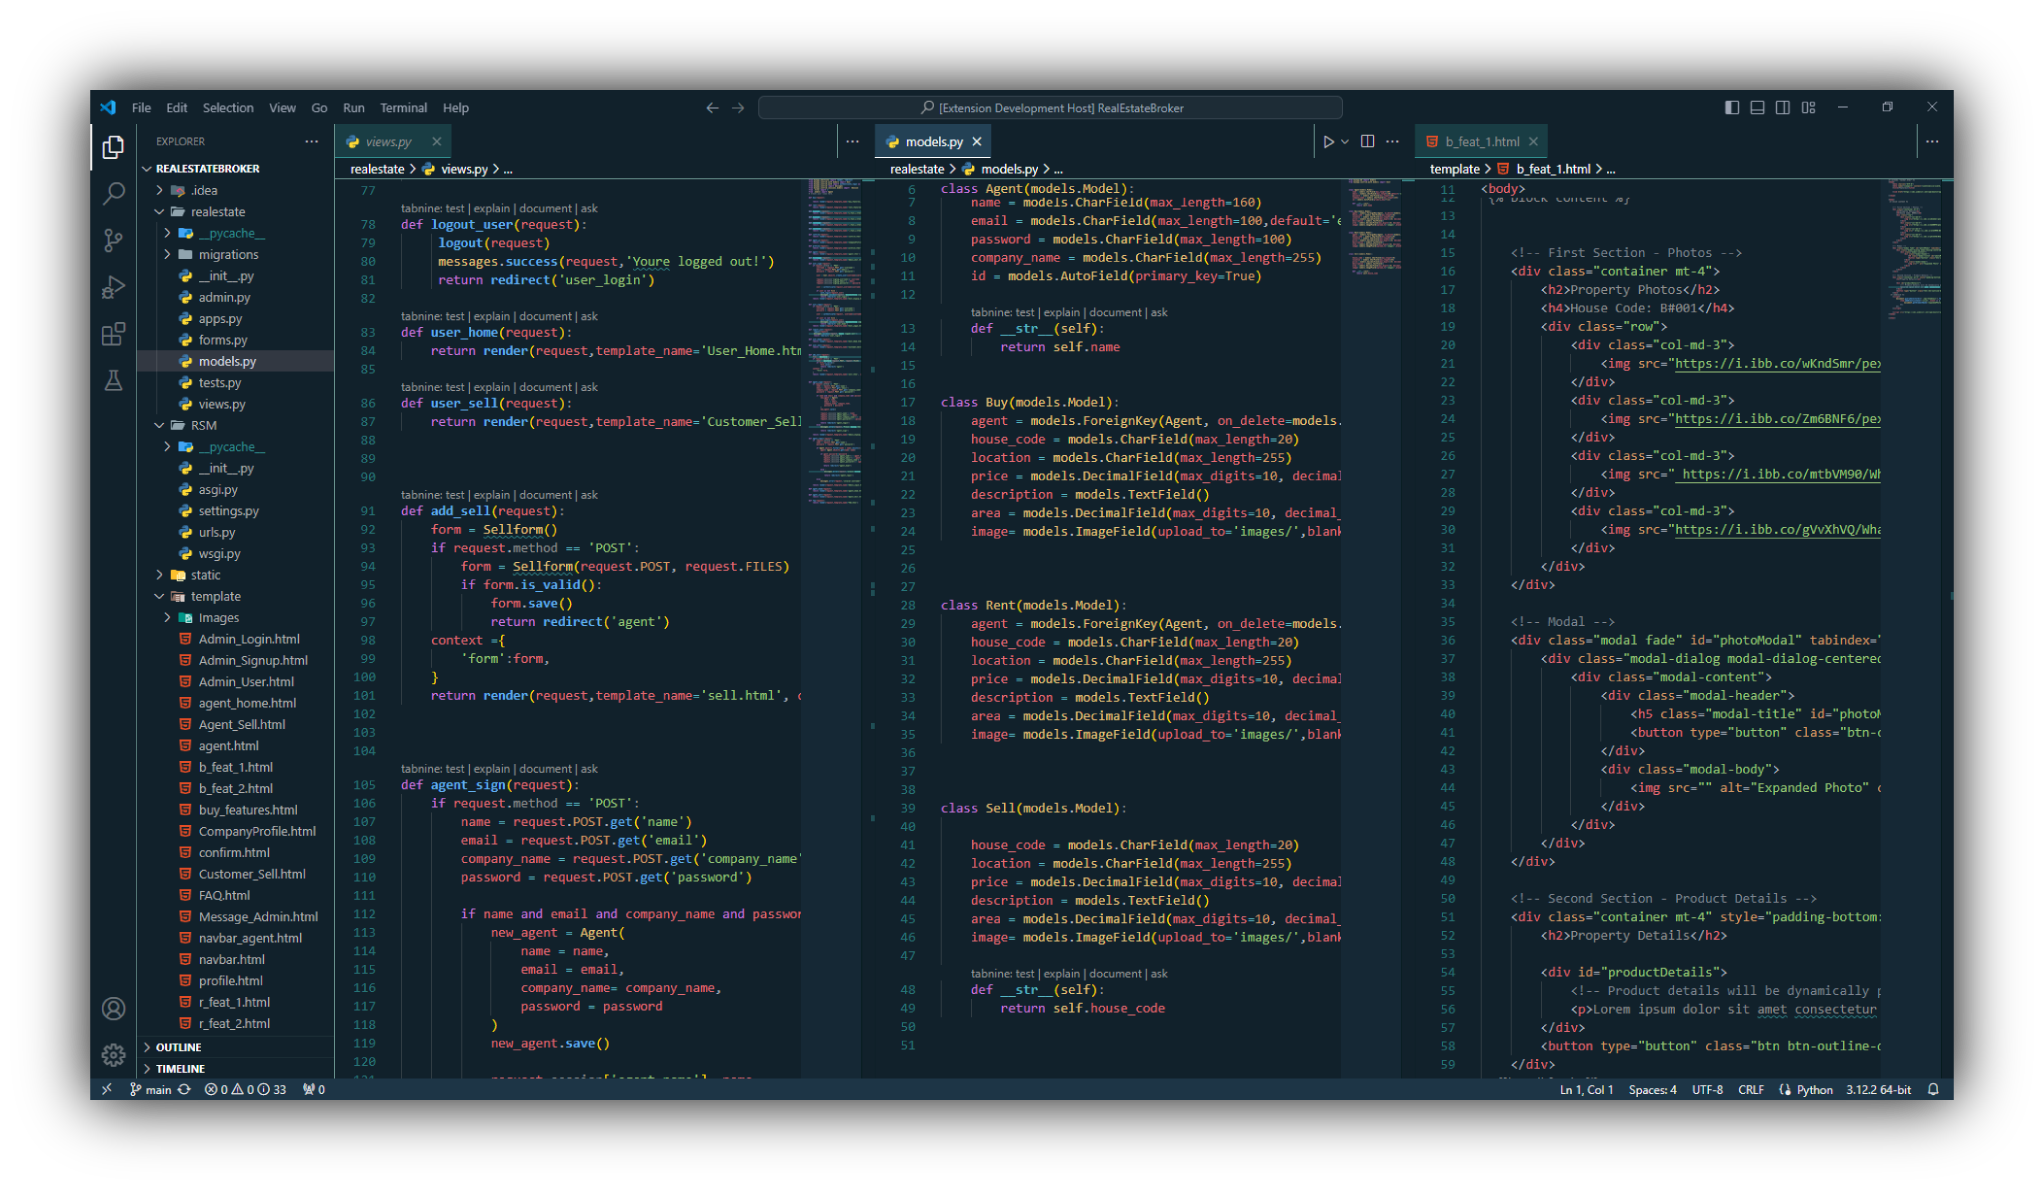 File Edit Selection View Go Run Terminal Help
[Extension Development Host] RealEstateBroker
EXPLORER
REALESTATEBROKER
.idea
realestate
__pycache__
migrations
__init__.py
admin.py
apps.py
forms.py
models.py
tests.py
views.py
RSM
__pycache__
__init__.py
asgi.py
settings.py
urls.py
wsgi.py
static
template
Images
Admin_Login.html
Admin_Signup.html
Admin_User.html
agent_home.html
Agent_Sell.html
agent.html
b_feat_1.html
b_feat_2.html
buy_features.html
CompanyProfile.html
confirm.html
Customer_Sell.html
FAQ.html
Message_Admin.html
navbar_agent.html
navbar.html
profile.html
r_feat_1.html
r_feat_2.html
OUTLINE
TIMELINE
views.py
realestate > views.py > ...
77
tabnine: test | explain | document | ask
78 def logout_user(request):
79 logout(request)
80 messages.success(request,'Youre logged out!')
81 return redirect('user_login')
82
tabnine: test | explain | document | ask
83 def user_home(request):
84 return render(request,template_name='User_Home.htm
85
tabnine: test | explain | document | ask
86 def user_sell(request):
87 return render(request,template_name='Customer_Sell
88
89
90
tabnine: test | explain | document | ask
91 def add_sell(request):
92 form = Sellform()
93 if request.method == 'POST':
94 form = Sellform(request.POST, request.FILES)
95 if form.is_valid():
96 form.save()
97 return redirect('agent')
98 context ={
99 'form':form,
100 }
101 return render(request,template_name='sell.html', c
102
103
104
tabnine: test | explain | document | ask
105 def agent_sign(request):
106 if request.method == 'POST':
107 name = request.POST.get('name')
108 email = request.POST.get('email')
109 company_name = request.POST.get('company_name'
110 password = request.POST.get('password')
111
112 if name and email and company_name and passwor
113 new_agent = Agent(
114 name = name,
115 email = email,
116 company_name= company_name,
117 password = password
118 )
119 new_agent.save()
120
models.py
realestate > models.py > ...
6 class Agent(models.Model):
7 name = models.CharField(max_length=160)
8 email = models.CharField(max_length=100,default='e
9 password = models.CharField(max_length=100)
10 company_name = models.CharField(max_length=255)
11 id = models.AutoField(primary_key=True)
12
tabnine: test | explain | document | ask
13 def __str__(self):
14 return self.name
15
16
17 class Buy(models.Model):
18 agent = models.ForeignKey(Agent, on_delete=models.
19 house_code = models.CharField(max_length=20)
20 location = models.CharField(max_length=255)
21 price = models.DecimalField(max_digits=10, decimal
22 description = models.TextField()
23 area = models.DecimalField(max_digits=10, decimal_
24 image= models.ImageField(upload_to='images/',blank
25
26
27
28 class Rent(models.Model):
29 agent = models.ForeignKey(Agent, on_delete=models.
30 house_code = models.CharField(max_length=20)
31 location = models.CharField(max_length=255)
32 price = models.DecimalField(max_digits=10, decimal
33 description = models.TextField()
34 area = models.DecimalField(max_digits=10, decimal_
35 image= models.ImageField(upload_to='images/',blank
36
37
38
39 class Sell(models.Model):
40
41 house_code = models.CharField(max_length=20)
42 location = models.CharField(max_length=255)
43 price = models.DecimalField(max_digits=10, decimal
44 description = models.TextField()
45 area = models.DecimalField(max_digits=10, decimal_
46 image= models.ImageField(upload_to='images/',blank
47
tabnine: test | explain | document | ask
48 def __str__(self):
49 return self.house_code
50
51
b_feat_1.html
template > b_feat_1.html > ...
11 <body>
12 {% block content %}
13
14
15 <!-- First Section - Photos -->
16 <div class="container mt-4">
17 <h2>Property Photos</h2>
18 <h4>House Code: B#001</h4>
19 <div class="row">
20 <div class="col-md-3">
21 <img src="https://i.ibb.co/wKndSmr/pex
22 </div>
23 <div class="col-md-3">
24 <img src="https://i.ibb.co/Zm6BNF6/pex
25 </div>
26 <div class="col-md-3">
27 <img src=" https://i.ibb.co/mtbVM90/Wh
28 </div>
29 <div class="col-md-3">
30 <img src="https://i.ibb.co/gVvXhVQ/Wha
31 </div>
32 </div>
33 </div>
34
35 <!-- Modal -->
36 <div class="modal fade" id="photoModal" tabindex="
37 <div class="modal-dialog modal-dialog-centered
38 <div class="modal-content">
39 <div class="modal-header">
40 <h5 class="modal-title" id="photoM
41 <button type="button" class="btn-c
42 </div>
43 <div class="modal-body">
44 <img src="" alt="Expanded Photo" c
45 </div>
46 </div>
47 </div>
48 </div>
49
50 <!-- Second Section - Product Details -->
51 <div class="container mt-4" style="padding-bottom:
52 <h2>Property Details</h2>
53
54 <div id="productDetails">
55 <!-- Product details will be dynamically p
56 <p>Lorem ipsum dolor sit amet consectetur
57 </div>
58 <button type="button" class="btn btn-outline-d
59 </div>
main 0 0 33 0
Ln 1, Col 1 Spaces: 4 UTF-8 CRLF Python 3.12.2 64-bit